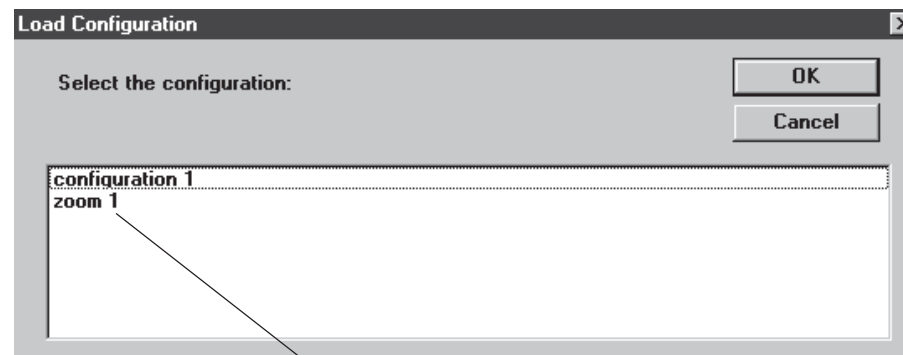 Load Configuration
Select the configuration:
OK
Cancel
configuration 1
zoom 1